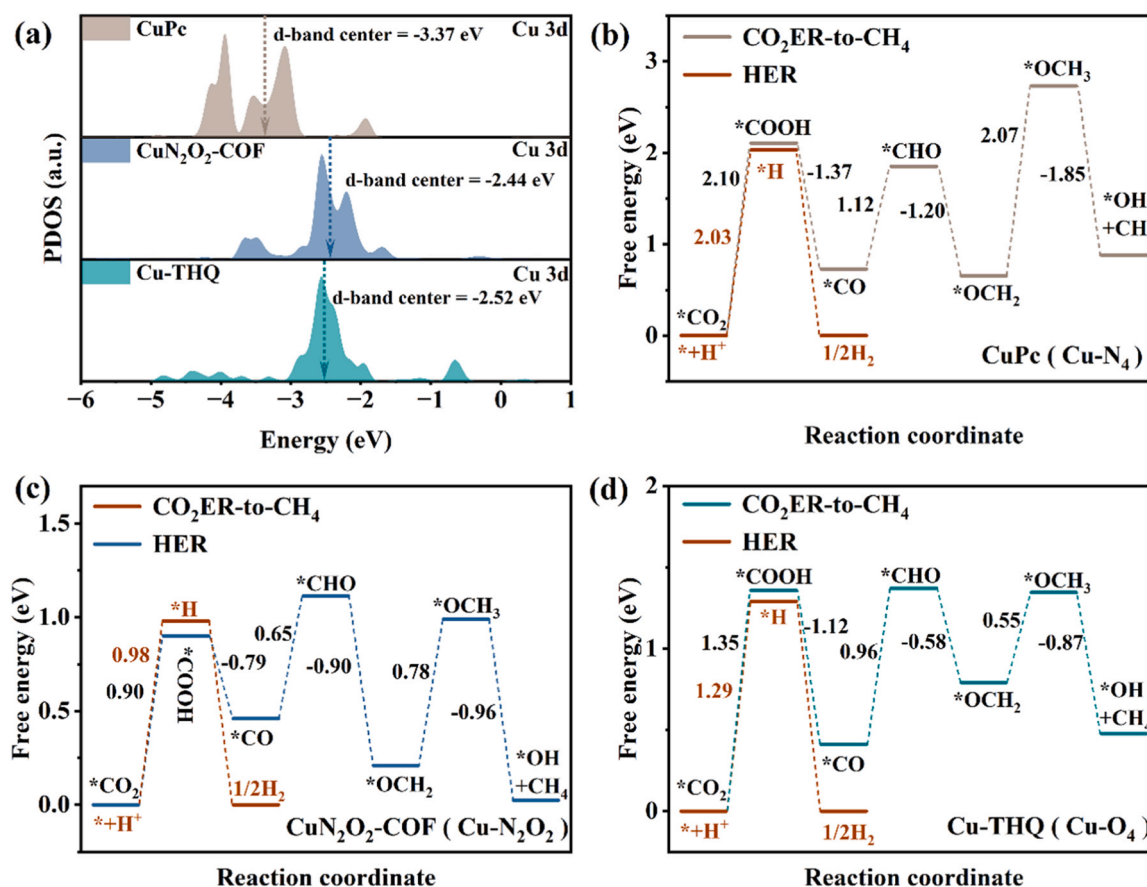 (a)
CuPc
Cu 3d
d-band center = -3.37 eV
CuN2O2-COF
Cu 3d
d-band center = -2.44 eV
Cu-THQ
Cu 3d
d-band center = -2.52 eV
PDOS (a.u.)
−6 −5 −4 −3 −2 −1 0 1
Energy (eV)
(b)
CO2ER-to-CH4
HER
3
2
1
0
Free energy (eV)
*CO2
*+H+
2.10
2.03
*COOH
*H
-1.37
*CO
1/2H2
1.12
*CHO
-1.20
*OCH2
2.07
*OCH3
-1.85
*OH
+CH
CuPc ( Cu-N4)
Reaction coordinate
(c)
CO2ER-to-CH4
HER
1.5
1.0
0.5
0.0
Free energy (eV)
*CO2
*+H+
0.98
0.90
*H
*COOH
-0.79
*CO
1/2H2
0.65
*CHO
-0.90
*OCH2
0.78
*OCH3
-0.96
*OH
+CH4
CuN2O2-COF ( Cu-N2O2)
Reaction coordinate
(d)
CO2ER-to-CH4
HER
2
1
0
Free energy (eV)
*CO2
*+H+
1.35
1.29
*COOH
*H
-1.12
*CO
1/2H2
0.96
*CHO
-0.58
*OCH2
0.55
*OCH3
-0.87
*OH
+CH4
Cu-THQ ( Cu-O4)
Reaction coordinate